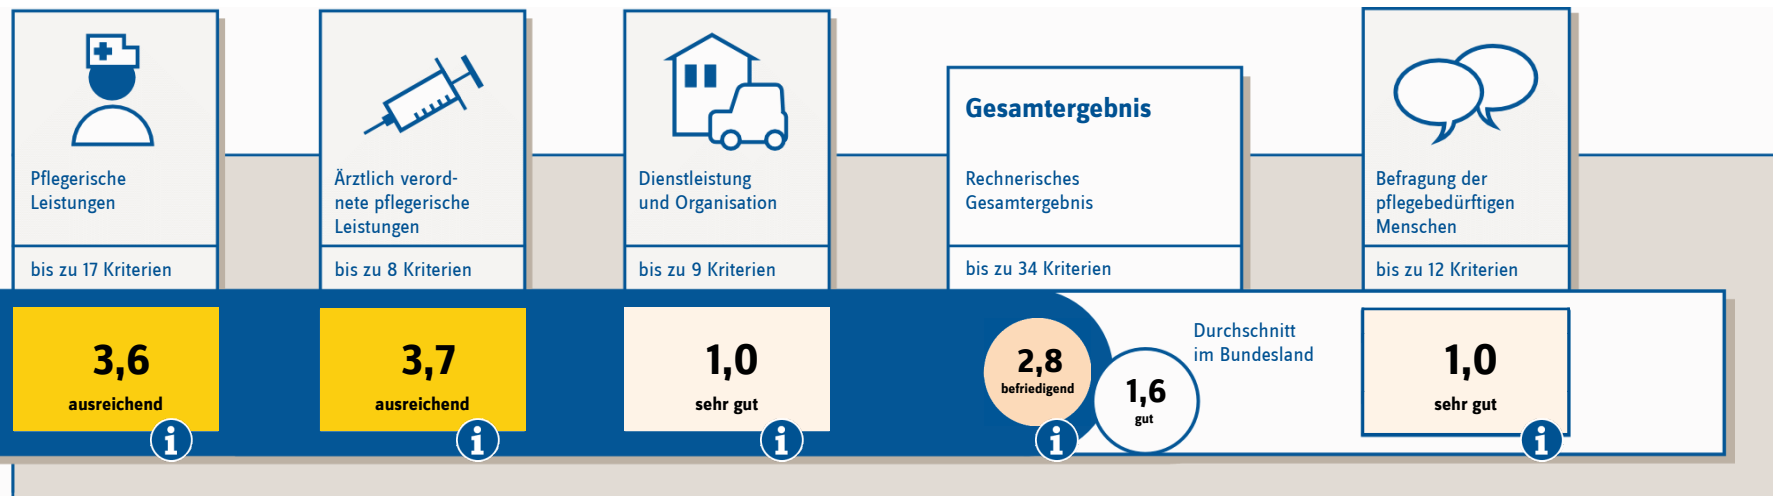 Pflegerische
Leistungen
bis zu 17 Kriterien
3,6
ausreichend
i
Ärztlich verord-
nete pflegerische
Leistungen
bis zu 8 Kriterien
3,7
ausreichend
i
Dienstleistung
und Organisation
bis zu 9 Kriterien
1,0
sehr gut
i
Gesamtergebnis
Rechnerisches
Gesamtergebnis
bis zu 34 Kriterien
2,8
befriedigend
i
1,6
gut
Durchschnitt
im Bundesland
Befragung der
pflegebedürftigen
Menschen
bis zu 12 Kriterien
1,0
sehr gut
i